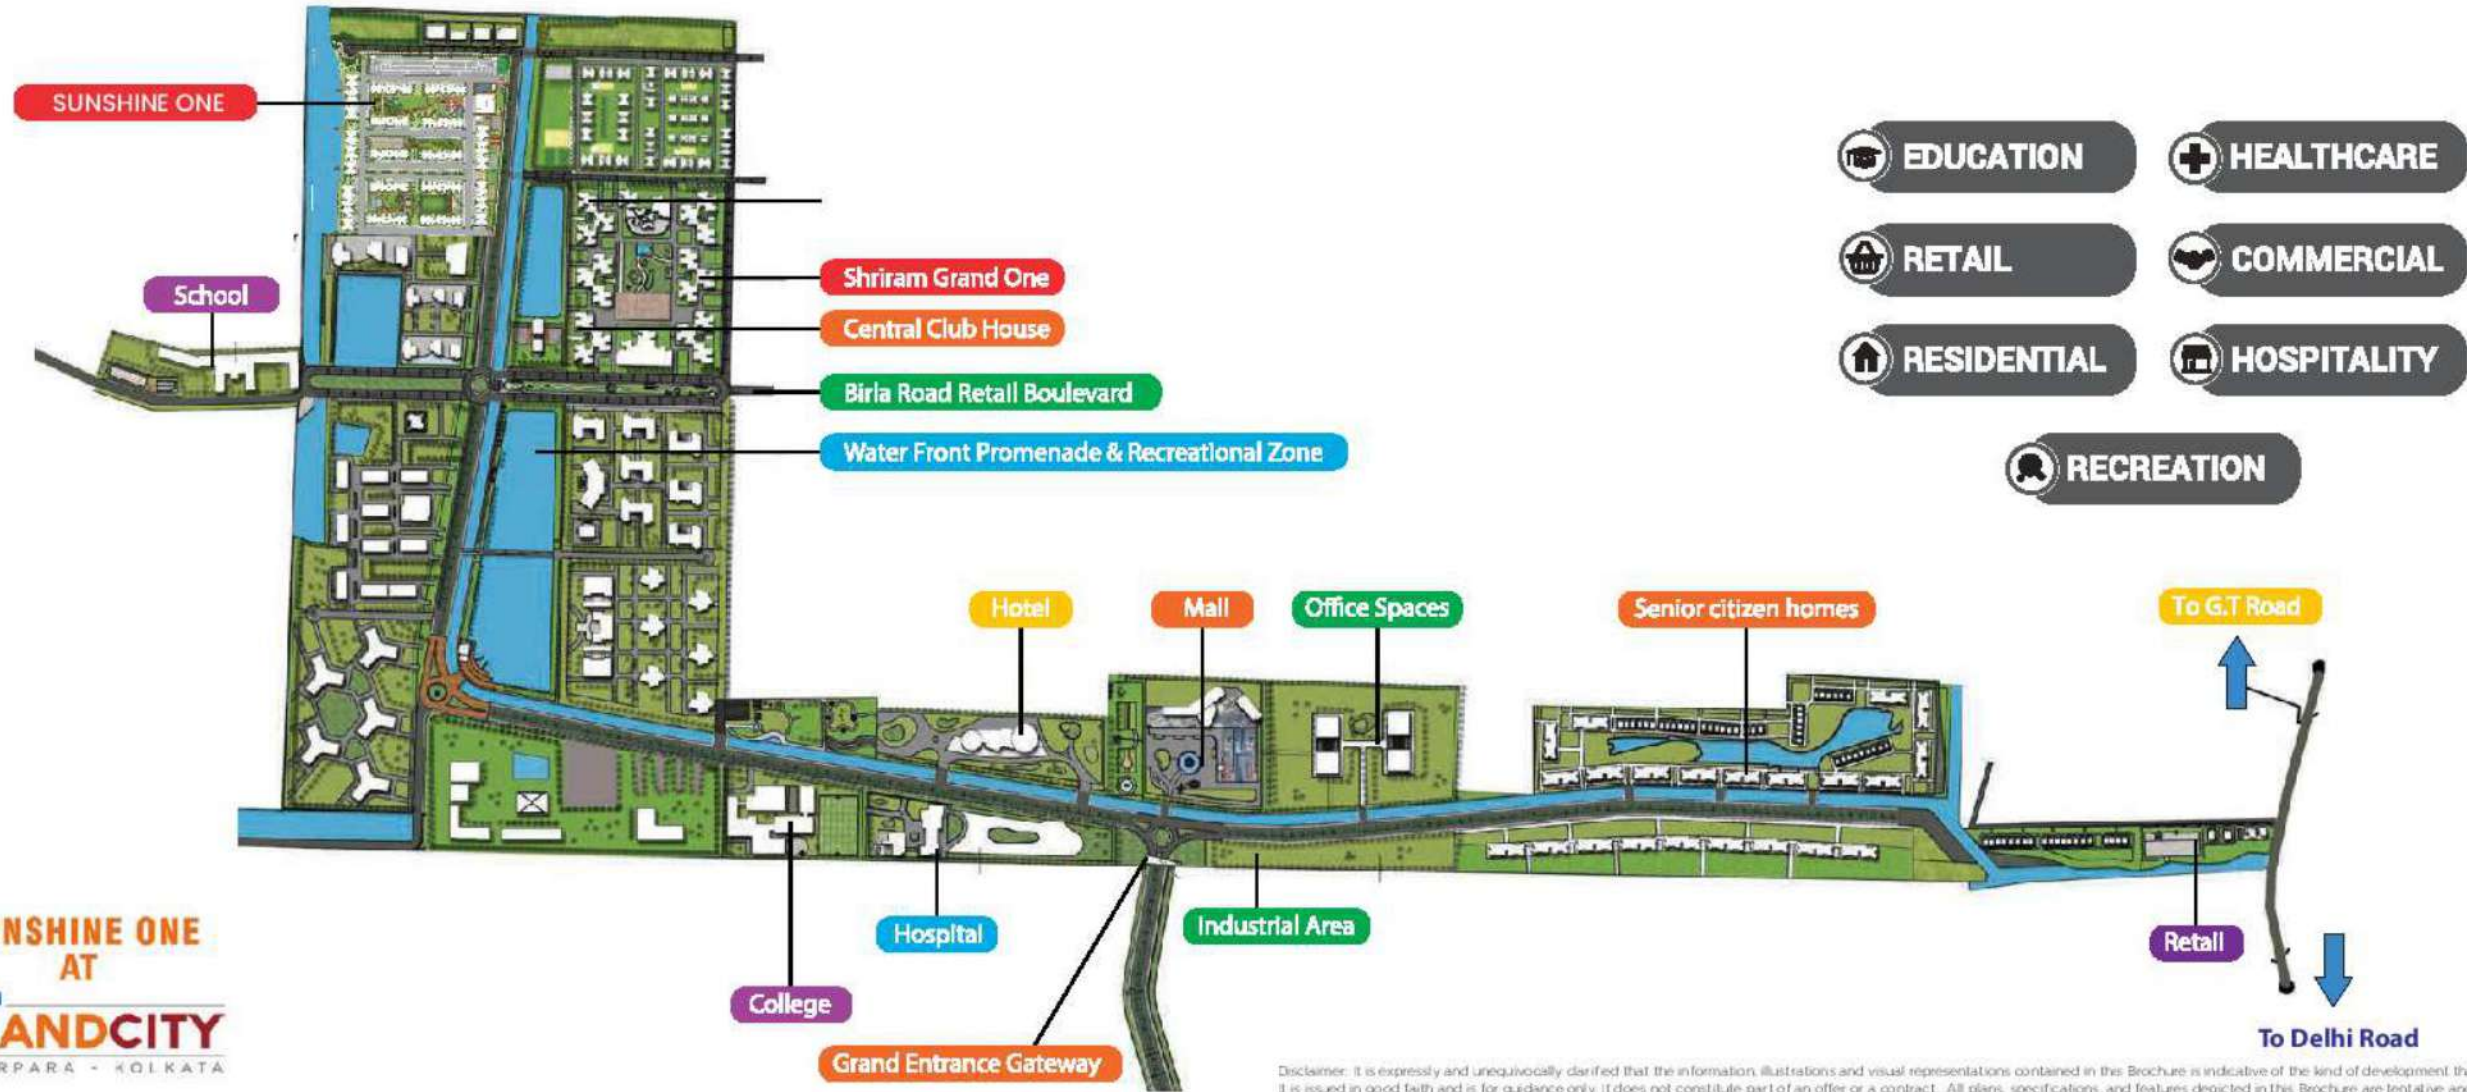 SUNSHINE ONE
School
Shriram Grand One
Central Club House
Birla Road Retail Boulevard
Water Front Promenade & Recreational Zone
EDUCATION
HEALTHCARE
RETAIL
COMMERCIAL
RESIDENTIAL
HOSPITALITY
RECREATION
Hotel
Mall
Office Spaces
Senior citizen homes
To G.T Road
Hospital
Industrial Area
Retail
College
Grand Entrance Gateway
To Delhi Road
NSHINE ONE
AT
ANDCITY
RPARA - KOLKATA
Disclaimer: It is expressly and unequivocally clarified that the information, illustrations and visual representations contained in this Brochure is indicative of the kind of development th
It is issued in good faith and is for guidance only. It does not constitute part of an offer or a contract. All plans, specifications, and features depicted in this Brochure are